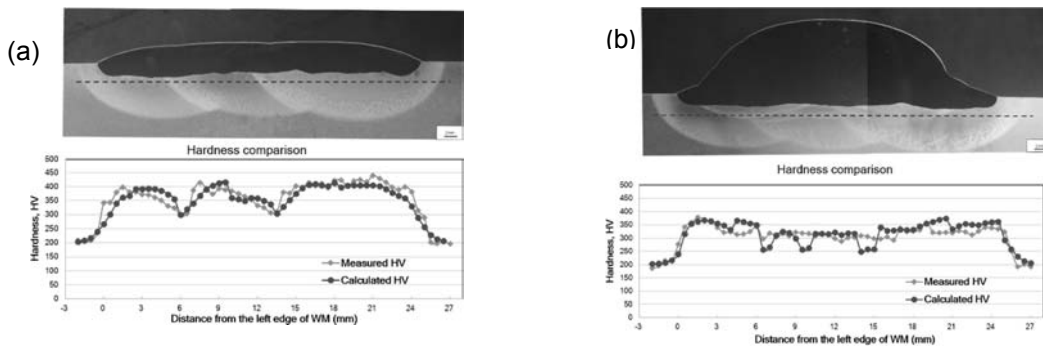 (a)
Hardness comparison
Hardness, HV
500
450
400
350
300
250
200
150
100
50
0
Measured HV
Calculated HV
-3 0 3 6 9 12 15 18 21 24 27
Distance from the left edge of WM (mm)
(b)
Hardness comparison
Hardness, HV
500
450
400
350
300
250
200
150
100
50
0
Measured HV
Calculated HV
-3 0 3 6 9 12 15 18 21 24 27
Distance from the left edge of WM (mm)